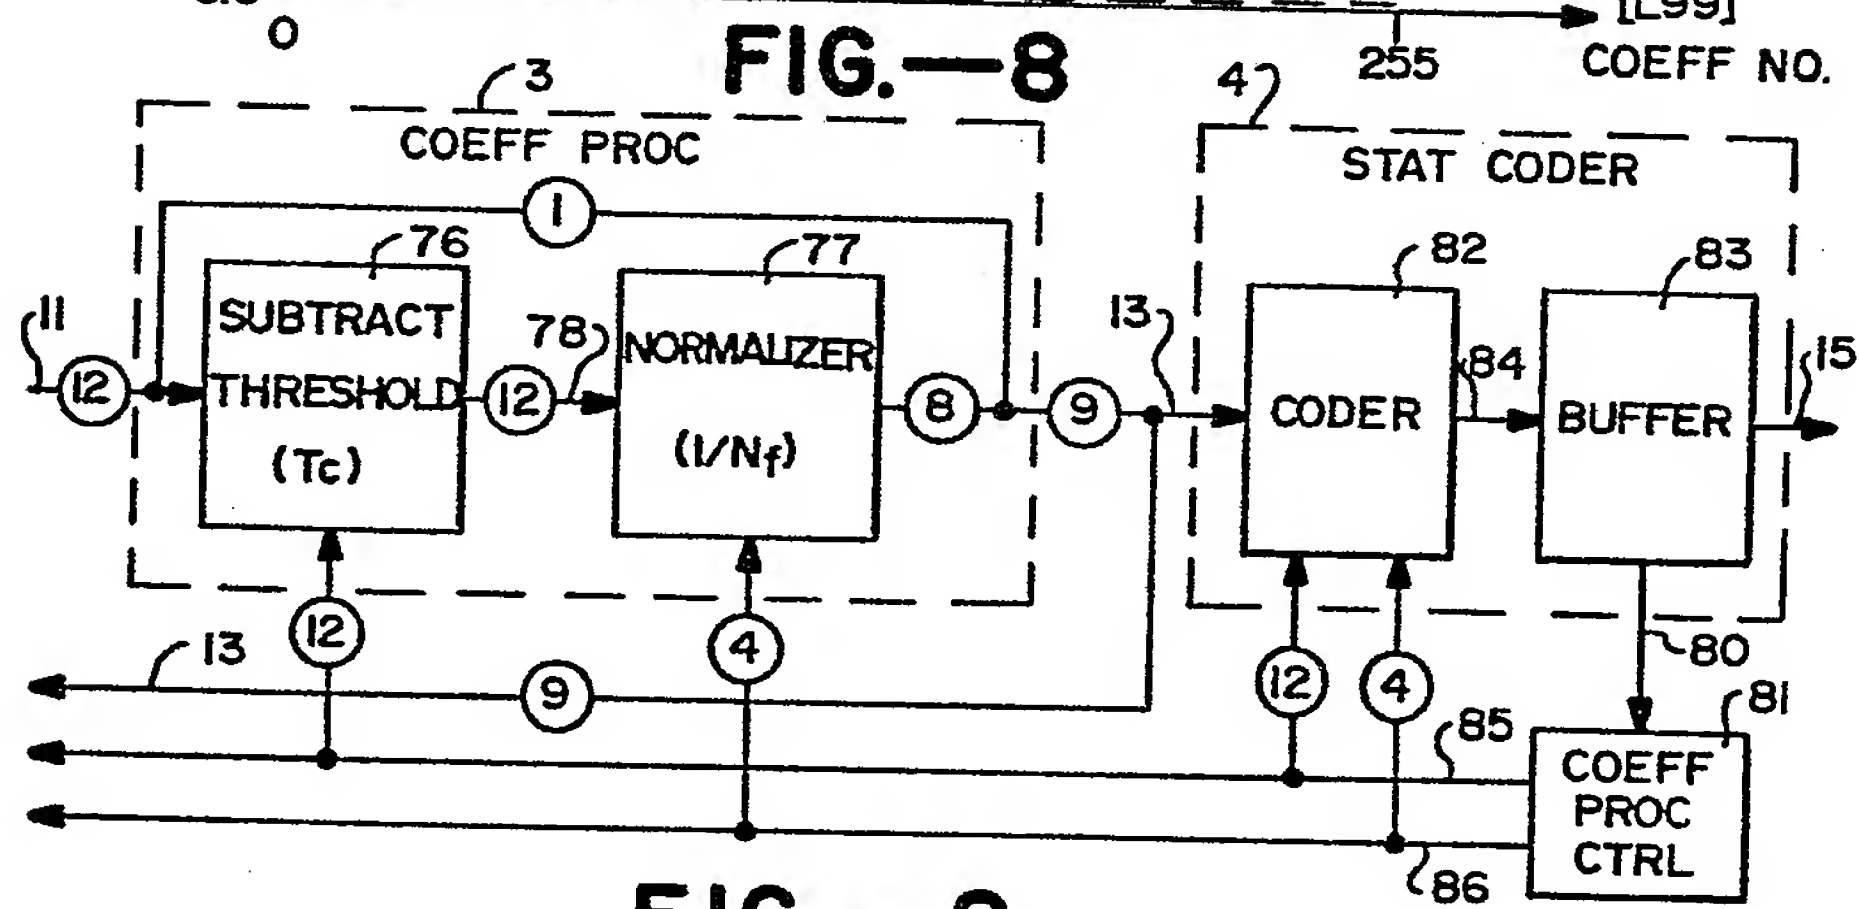 0
FIG.—8
255
[L99]
COEFF NO.
3
4
COEFF PROC
STAT CODER
1
76
77
82
83
11
12
SUBTRACT
THRESHOLD
(Tc)
12
78
NORMALIZER
(1/Nf)
8
9
13
CODER
84
BUFFER
15
12
4
12
4
80
13
9
85
81
COEFF
PROC
CTRL
86